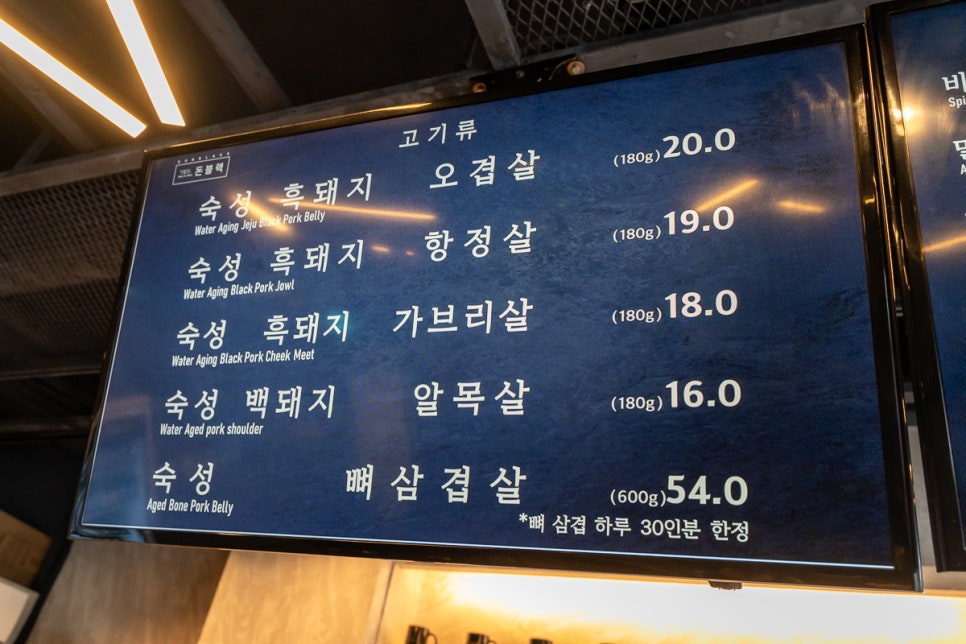 돈블랙
고기류
숙성 흑돼지 오겹살 (180g)20.0
Water Aging Jeju Black Pork Belly
숙성 흑돼지 항정살 (180g)19.0
Water Aging Black Pork Jowl
숙성 흑돼지 가브리살 (180g)18.0
Water Aging Black Pork Cheek Meet
숙성 백돼지 알목살 (180g)16.0
Water Aged pork shoulder
숙성 뼈삼겹살 (600g)54.0
Aged Bone Pork Belly
*뼈 삼겹 하루 30인분 한정